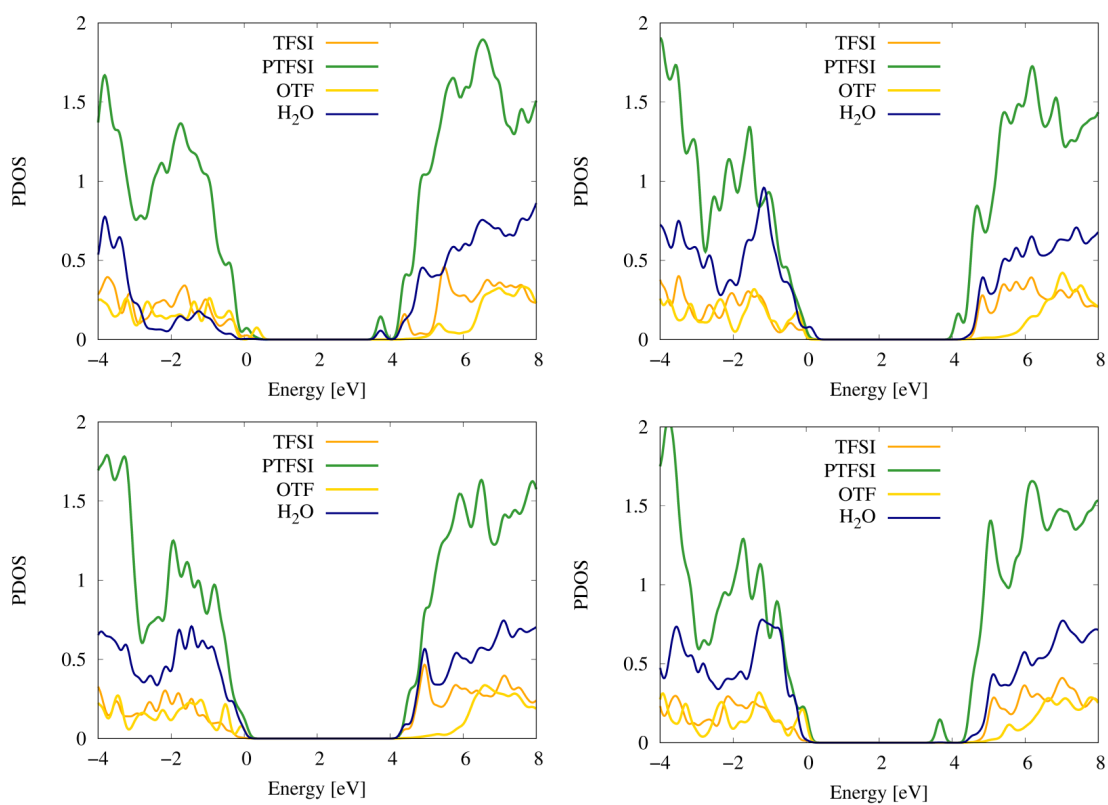 PDOS
2
1.5
1
0.5
0
−4
−2
0
2
4
6
8
Energy [eV]
TFSI
PTFSI
OTF
H₂O
PDOS
2
1.5
1
0.5
0
−4
−2
0
2
4
6
8
Energy [eV]
TFSI
PTFSI
OTF
H₂O
PDOS
2
1.5
1
0.5
0
−4
−2
0
2
4
6
8
Energy [eV]
TFSI
PTFSI
OTF
H₂O
PDOS
2
1.5
1
0.5
0
−4
−2
0
2
4
6
8
Energy [eV]
TFSI
PTFSI
OTF
H₂O